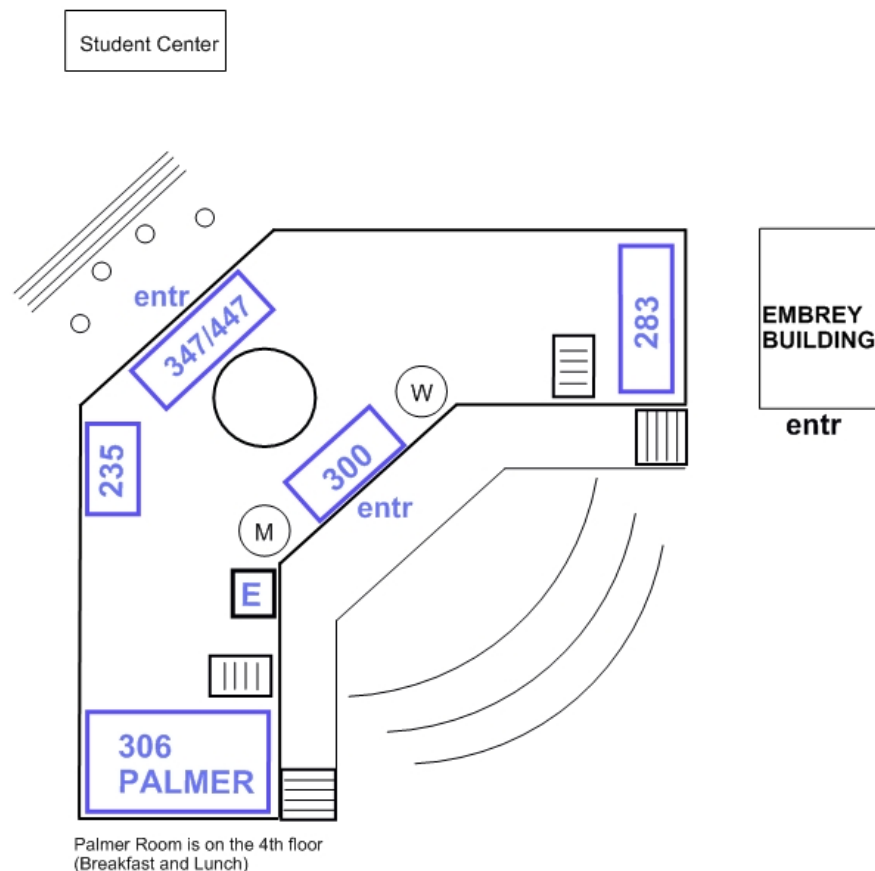 Student Center
entr
347/447
283
EMBREY
BUILDING
entr
W
235
300
entr
M
E
306
PALMER
Palmer Room is on the 4th floor
(Breakfast and Lunch)